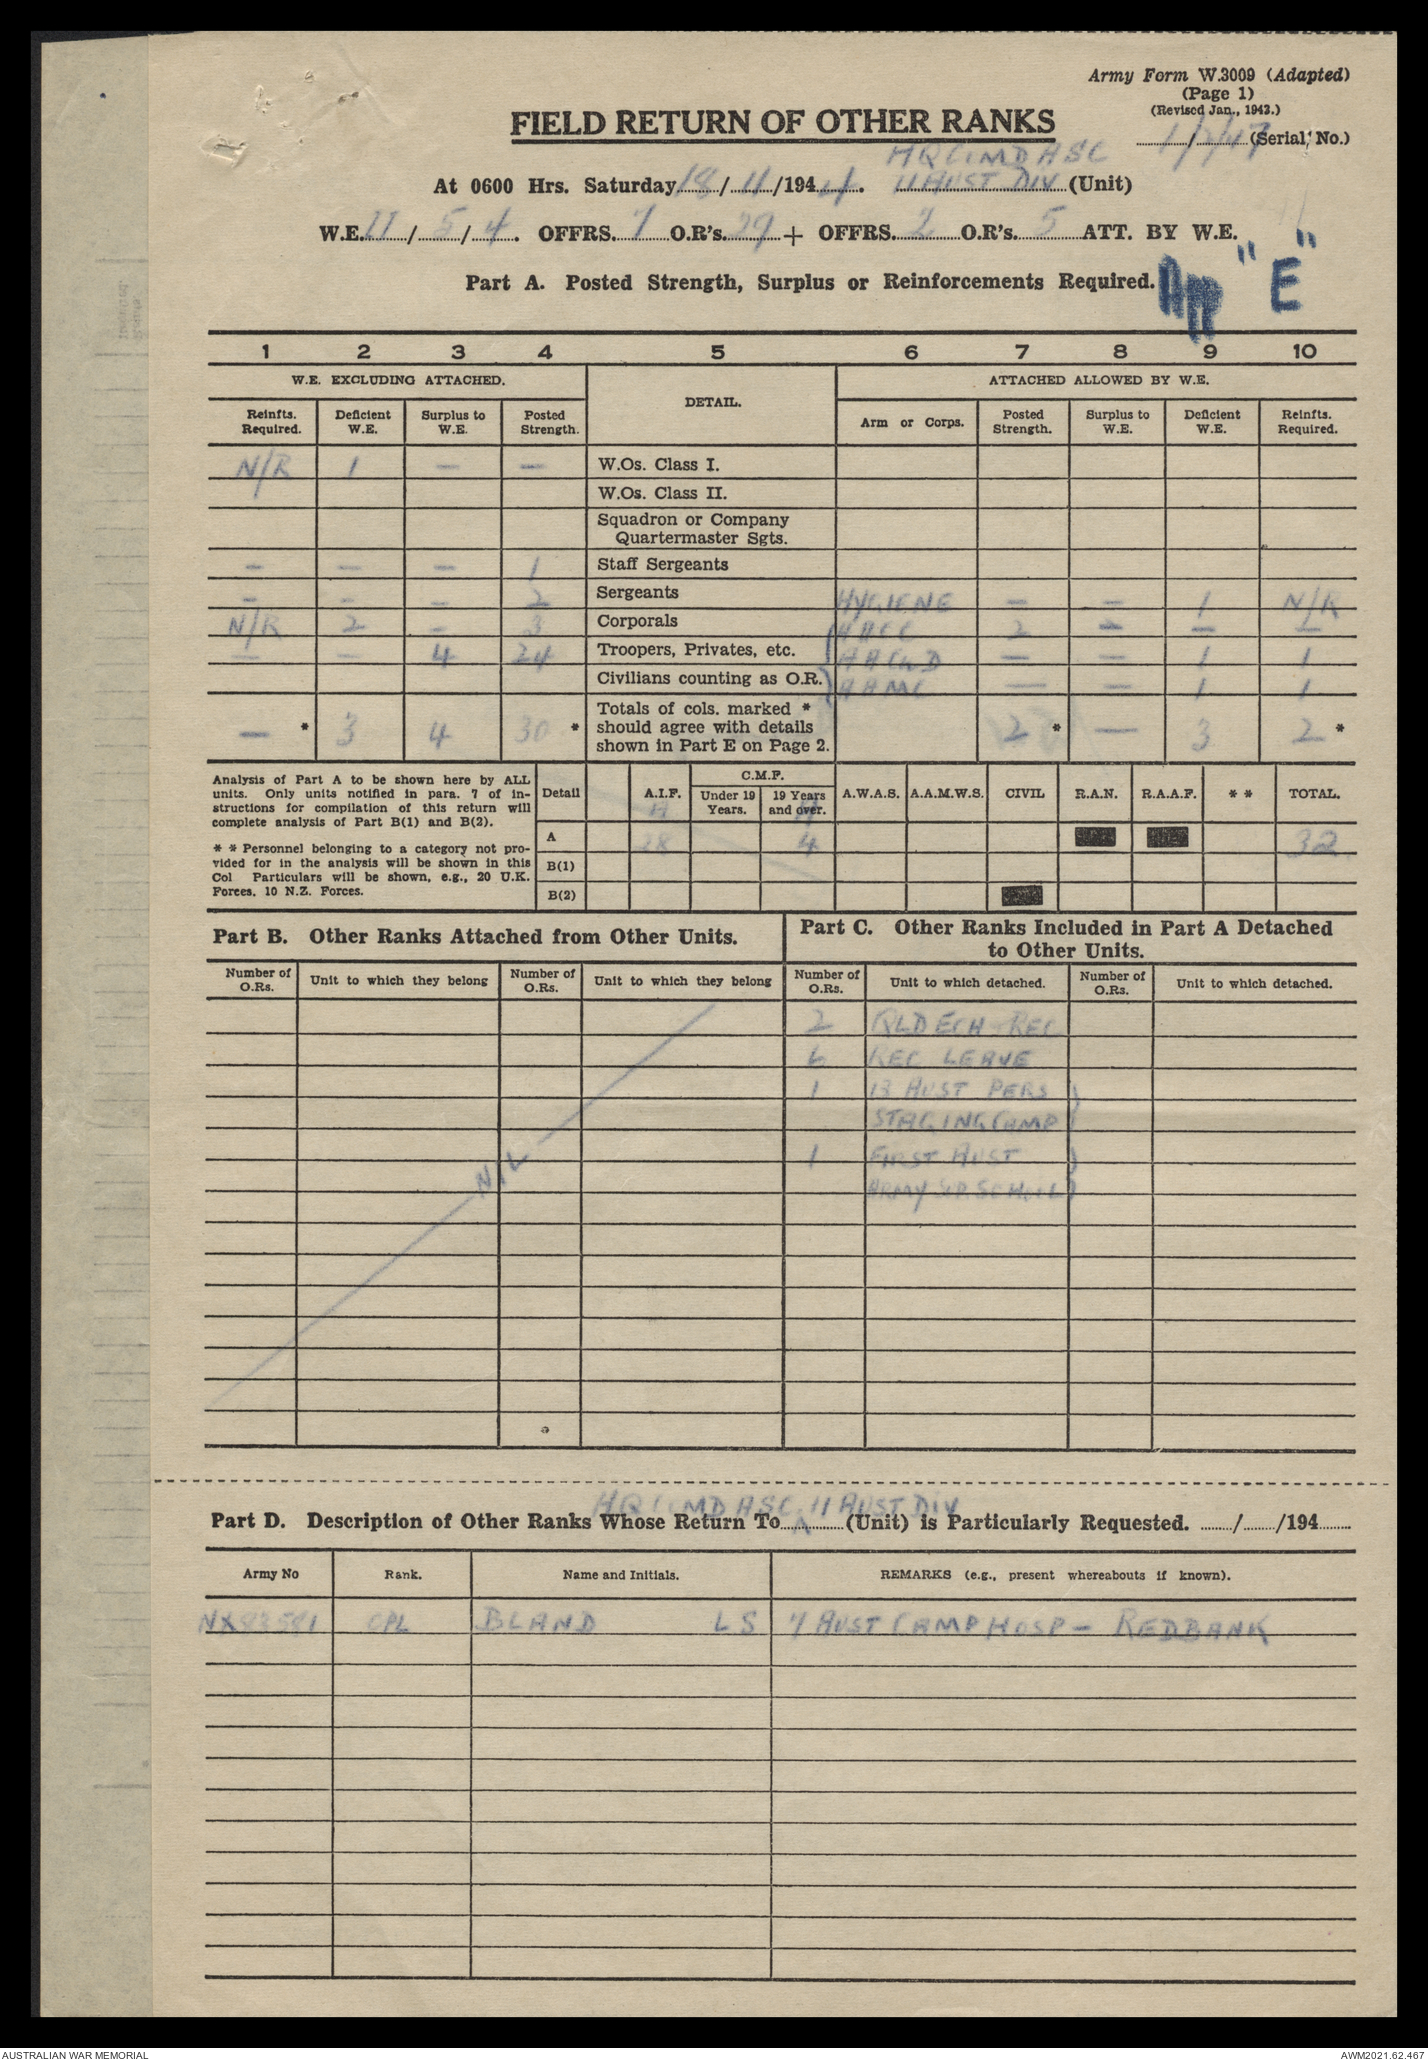 Army Form W.3009 (Adapted)
(Page 1)
(Revised Jan., 1943.)
FIELD RETURN OF OTHER RANKS
1/7/47 (Serial No.)
HQ COMD ASC
At 0600 Hrs. Saturday 18/11/1944. 11 AUST DIV (Unit)
W.E. II/5/4. OFFRS. 7 O.R's. 29 + OFFRS. 2 O.R's. 5 ATT. BY W.E.
Part A. Posted Strength, Surplus or Reinforcements Required.
App "E"
1 2 3 4 5 6 7 8 9 10
W.E. EXCLUDING ATTACHED. DETAIL. ATTACHED ALLOWED BY W.E.
Reinfts. Required. Deficient W.E. Surplus to W.E. Posted Strength. Arm or Corps. Posted Strength. Surplus to W.E. Deficient W.E. Reinfts. Required.
N/R 1 — — W.Os. Class I.
W.Os. Class II.
Squadron or Company
Quartermaster Sgts.
— — — 1 Staff Sergeants
— — — 2 Sergeants HYGIENE — — 1 N/R
N/R 2 — 3 Corporals AACC 2 — — —
— — 4 24 Troopers, Privates, etc. — — 1 1
Civilians counting as O.R. AAMC — — 1 1
Totals of cols. marked *
— * 3 4 30 * should agree with details 2 * — 3 2 *
shown in Part E on Page 2.
Analysis of Part A to be shown here by ALL
units. Only units notified in para. 7 of in-
structions for compilation of this return will
complete analysis of Part B(1) and B(2).
* * Personnel belonging to a category not pro-
vided for in the analysis will be shown in this
Col Particulars will be shown, e.g., 20 U.K.
Forces, 10 N.Z. Forces.
C.M.F.
Detail A.I.F. Under 19 Years. 19 Years and over. A.W.A.S. A.A.M.W.S. CIVIL R.A.N. R.A.A.F. * * TOTAL.
A 28 4 32
B(1)
B(2)
Part B. Other Ranks Attached from Other Units.
Part C. Other Ranks Included in Part A Detached
to Other Units.
Number of O.Rs. Unit to which they belong Number of O.Rs. Unit to which they belong Number of O.Rs. Unit to which detached. Number of O.Rs. Unit to which detached.
2 QLD ECH — REC
6 REC LEAVE
1 13 AUST PERS
STAGING CAMP
1 FIRST AUST
ARMY SCHOOL
NIL
HQ COMD ASC 11 AUST DIV
Part D. Description of Other Ranks Whose Return To (Unit) is Particularly Requested. / /194
Army No Rank. Name and Initials. REMARKS (e.g., present whereabouts if known).
NX83581 CPL BLAND L S 7 AUST CAMP HOSP — REDBANK
AUSTRALIAN WAR MEMORIAL
AWM2021.62.467